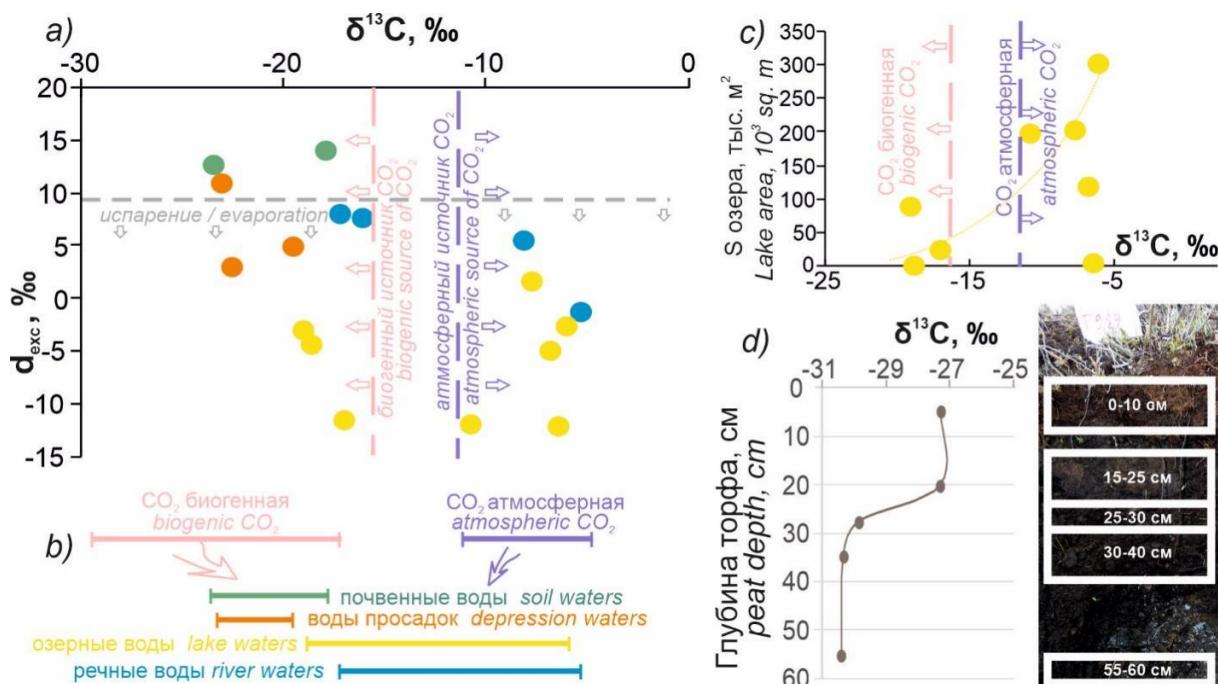 a)
δ¹³C, ‰
-30
-20
-10
0
20
15
10
5
0
-5
-10
-15
d exc, ‰
испарение / evaporation
биогенный источник CO₂
biogenic source of CO₂
атмосферный источник CO₂
atmospheric source of CO₂
b)
CO₂ биогенная
biogenic CO₂
CO₂ атмосферная
atmospheric CO₂
почвенные воды soil waters
воды просадок depression waters
озерные воды lake waters
речные воды river waters
c)
S озера, тыс. м²
Lake area, 10³ sq. m
350
300
250
200
150
100
50
0
CO₂ биогенная
biogenic CO₂
CO₂ атмосферная
atmospheric CO₂
δ¹³C, ‰
-25
-15
-5
d)
δ¹³C, ‰
-31
-29
-27
-25
0
10
20
30
40
50
60
Глубина торфа, см
peat depth, cm
0-10 см
15-25 см
25-30 см
30-40 см
55-60 см